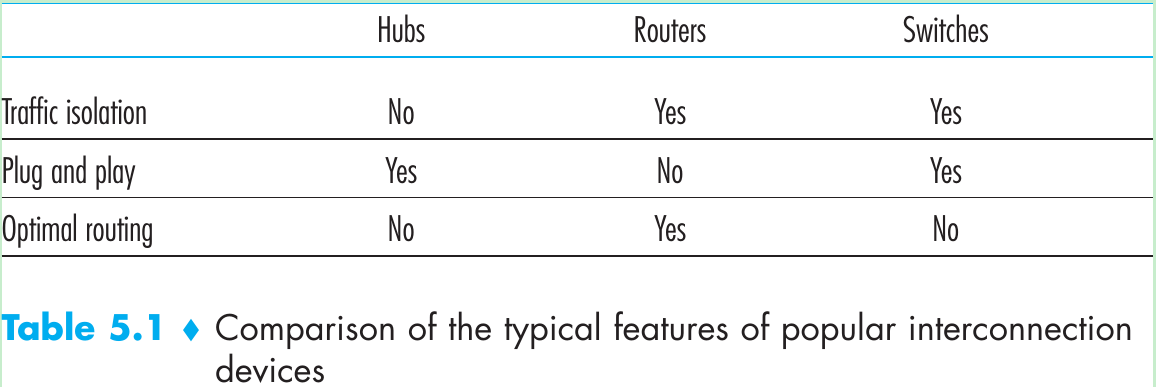 Hubs Routers Switches
Traffic isolation No Yes Yes
Plug and play Yes No Yes
Optimal routing No Yes No
Table 5.1 ♦ Comparison of the typical features of popular interconnection
devices